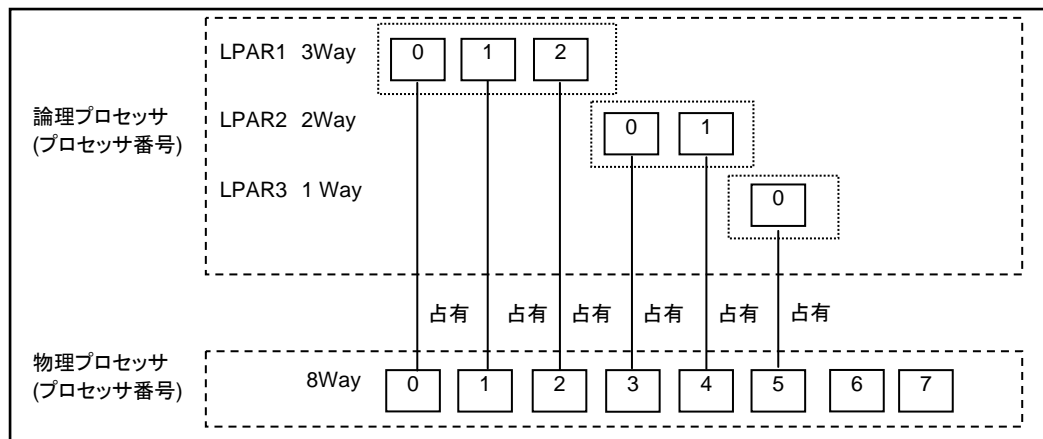 LPAR1 3Way 0 1 2
論理プロセッサ
(プロセッサ番号)
LPAR2 2Way 0 1
LPAR3 1 Way 0
占有 占有 占有 占有 占有 占有
物理プロセッサ
(プロセッサ番号)
8Way 0 1 2 3 4 5 6 7